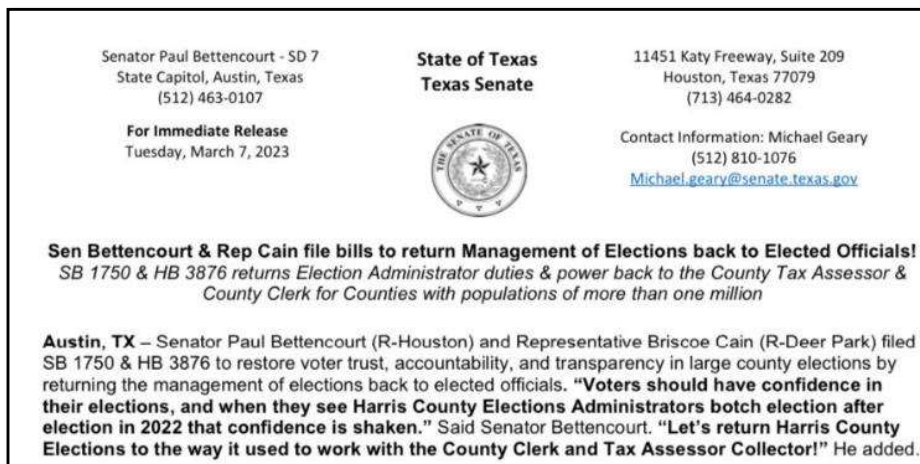 Senator Paul Bettencourt - SD 7
State Capitol, Austin, Texas
(512) 463-0107
For Immediate Release
Tuesday, March 7, 2023
State of Texas
Texas Senate
THE SENATE OF TEXAS
11451 Katy Freeway, Suite 209
Houston, Texas 77079
(713) 464-0282
Contact Information: Michael Geary
(512) 810-1076
Michael.geary@senate.texas.gov
Sen Bettencourt & Rep Cain file bills to return Management of Elections back to Elected Officials!
SB 1750 & HB 3876 returns Election Administrator duties & power back to the County Tax Assessor &
County Clerk for Counties with populations of more than one million
Austin, TX – Senator Paul Bettencourt (R-Houston) and Representative Briscoe Cain (R-Deer Park) filed
SB 1750 & HB 3876 to restore voter trust, accountability, and transparency in large county elections by
returning the management of elections back to elected officials. “Voters should have confidence in
their elections, and when they see Harris County Elections Administrators botch election after
election in 2022 that confidence is shaken.” Said Senator Bettencourt. “Let’s return Harris County
Elections to the way it used to work with the County Clerk and Tax Assessor Collector!” He added.